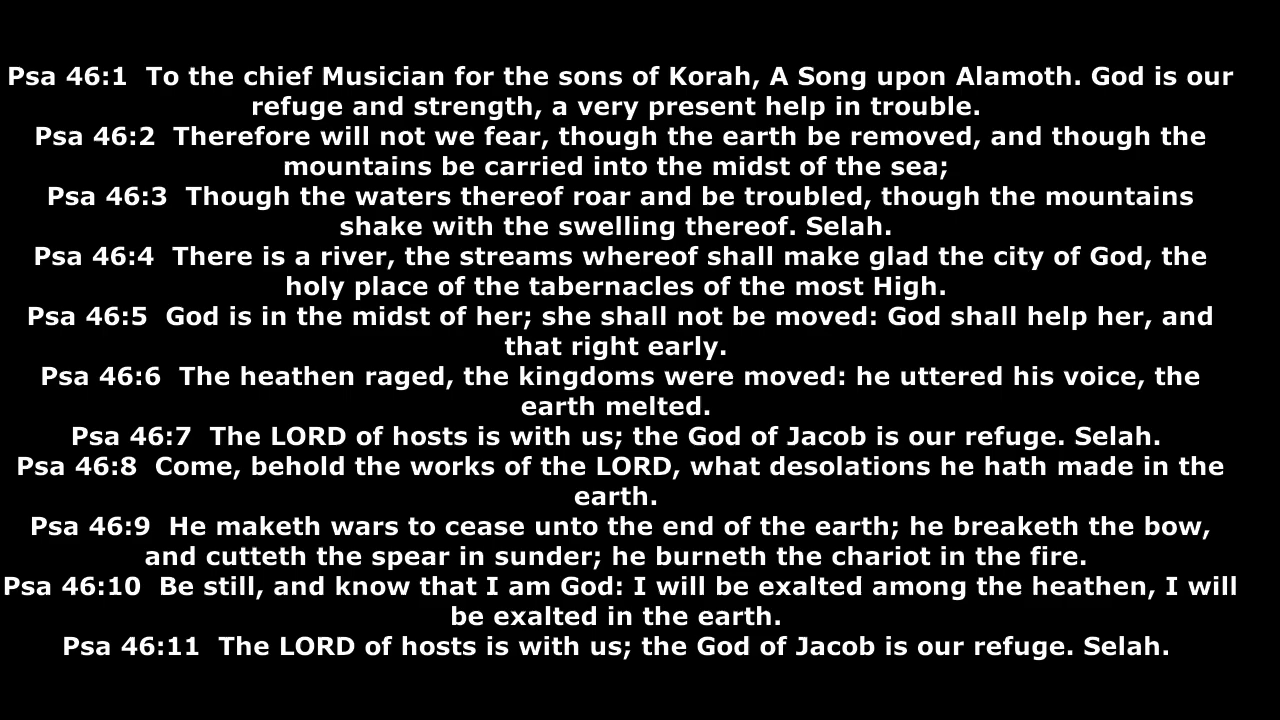 Psa 46:1  To the chief Musician for the sons of Korah, A Song upon Alamoth. God is our
refuge and strength, a very present help in trouble.
Psa 46:2  Therefore will not we fear, though the earth be removed, and though the
mountains be carried into the midst of the sea;
Psa 46:3  Though the waters thereof roar and be troubled, though the mountains
shake with the swelling thereof. Selah.
Psa 46:4  There is a river, the streams whereof shall make glad the city of God, the
holy place of the tabernacles of the most High.
Psa 46:5  God is in the midst of her; she shall not be moved: God shall help her, and
that right early.
Psa 46:6  The heathen raged, the kingdoms were moved: he uttered his voice, the
earth melted.
Psa 46:7  The LORD of hosts is with us; the God of Jacob is our refuge. Selah.
Psa 46:8  Come, behold the works of the LORD, what desolations he hath made in the
earth.
Psa 46:9  He maketh wars to cease unto the end of the earth; he breaketh the bow,
and cutteth the spear in sunder; he burneth the chariot in the fire.
Psa 46:10  Be still, and know that I am God: I will be exalted among the heathen, I will
be exalted in the earth.
Psa 46:11  The LORD of hosts is with us; the God of Jacob is our refuge. Selah.